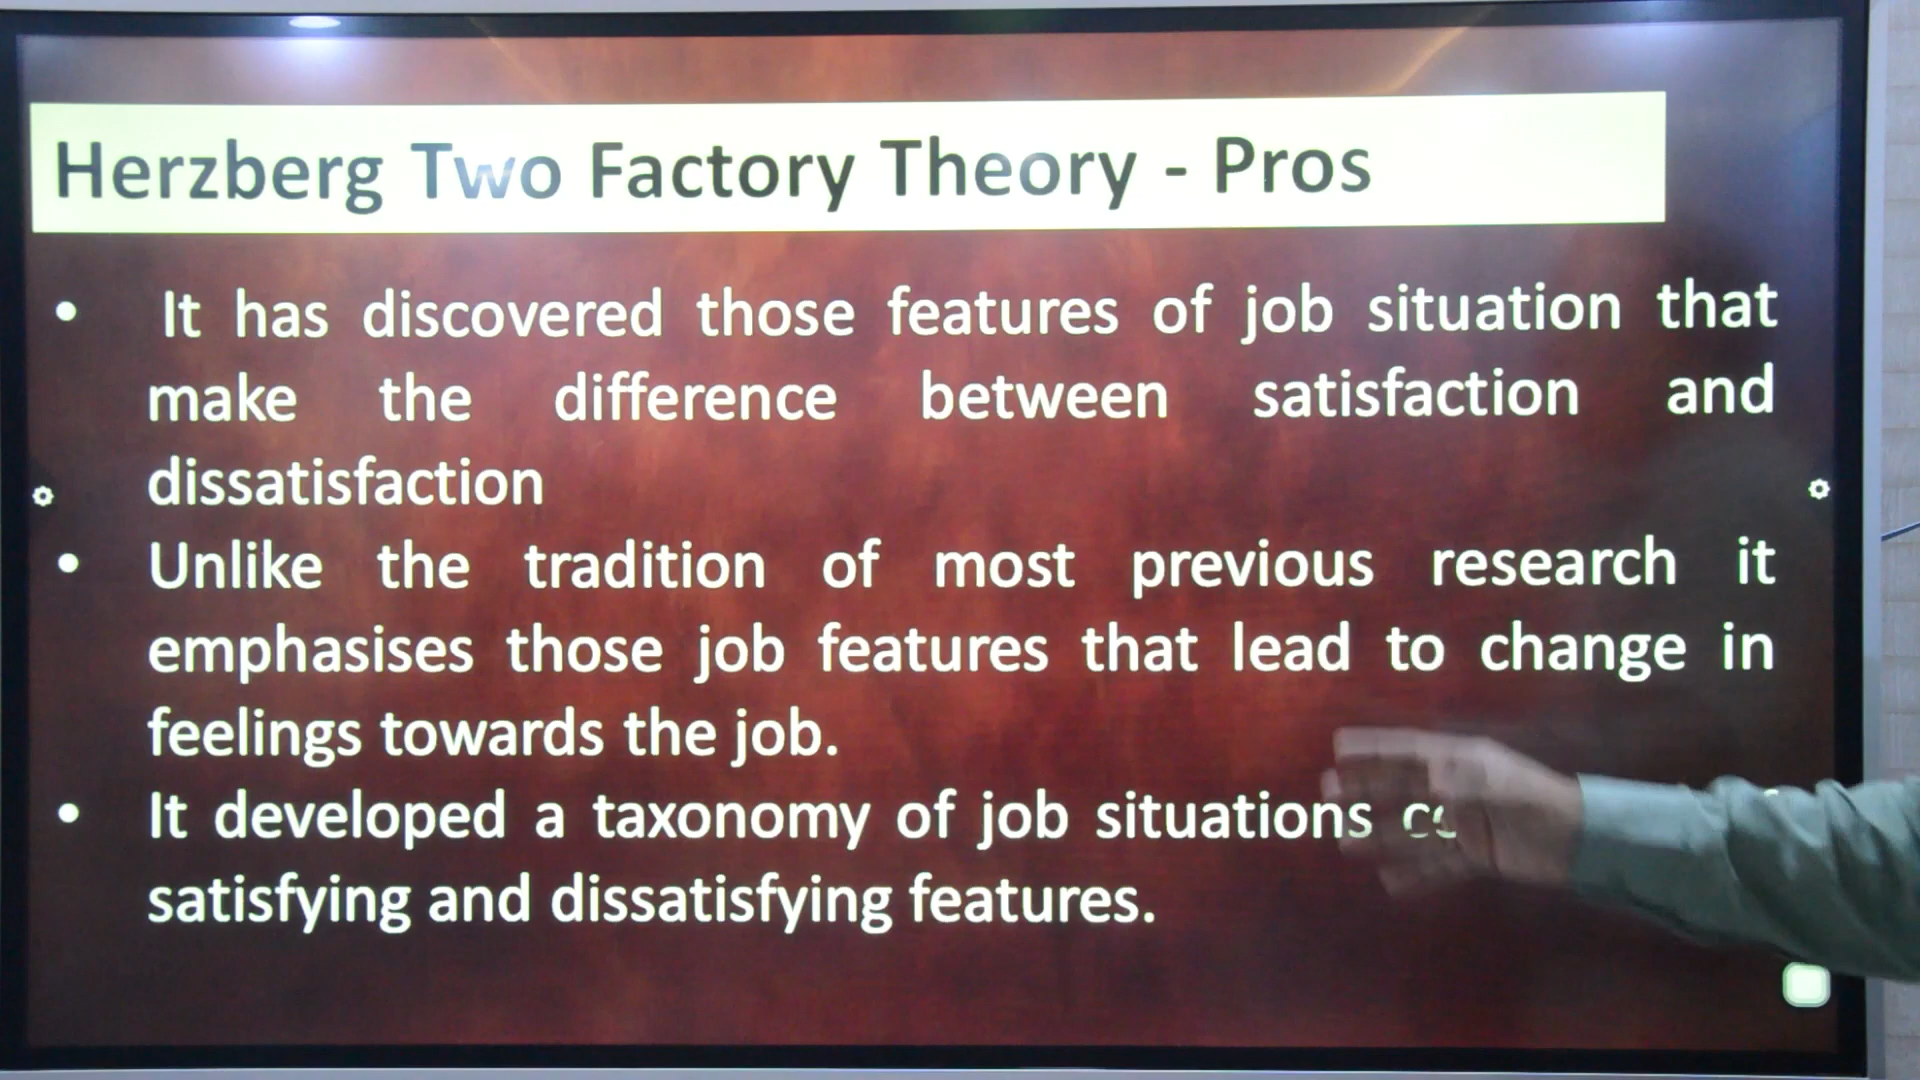 Herzberg Two Factory Theory - Pros
• It has discovered those features of job situation that
make the difference between satisfaction and
dissatisfaction
• Unlike the tradition of most previous research it
emphasises those job features that lead to change in
feelings towards the job.
• It developed a taxonomy of job situations
satisfying and dissatisfying features.